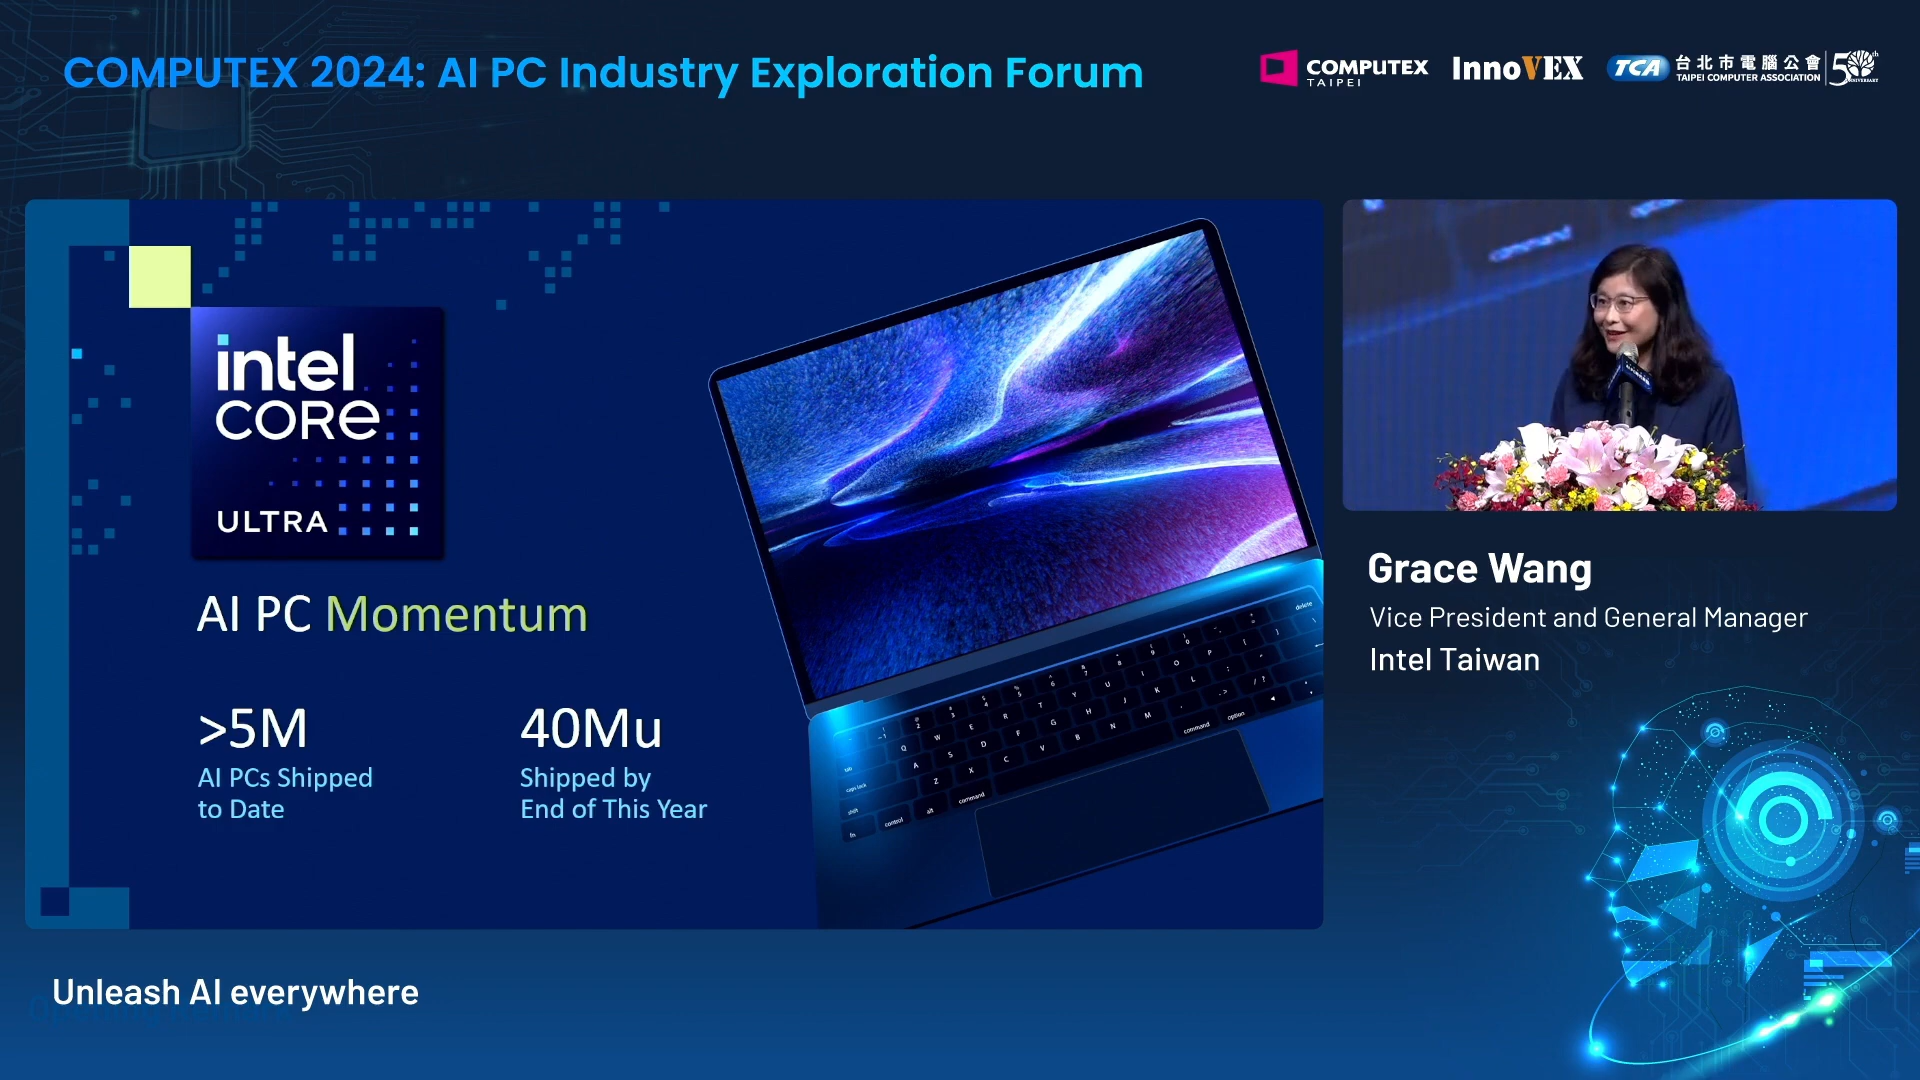 COMPUTEX 2024: AI PC Industry Exploration Forum
COMPUTEX
TAIPEI
InnoVEX
TCA 台北市電腦公會
TAIPEI COMPUTER ASSOCIATION
intel
CORE
ULTRA
AI PC Momentum
>5M
AI PCs Shipped
to Date
40Mu
Shipped by
End of This Year
Grace Wang
Vice President and General Manager
Intel Taiwan
Unleash AI everywhere